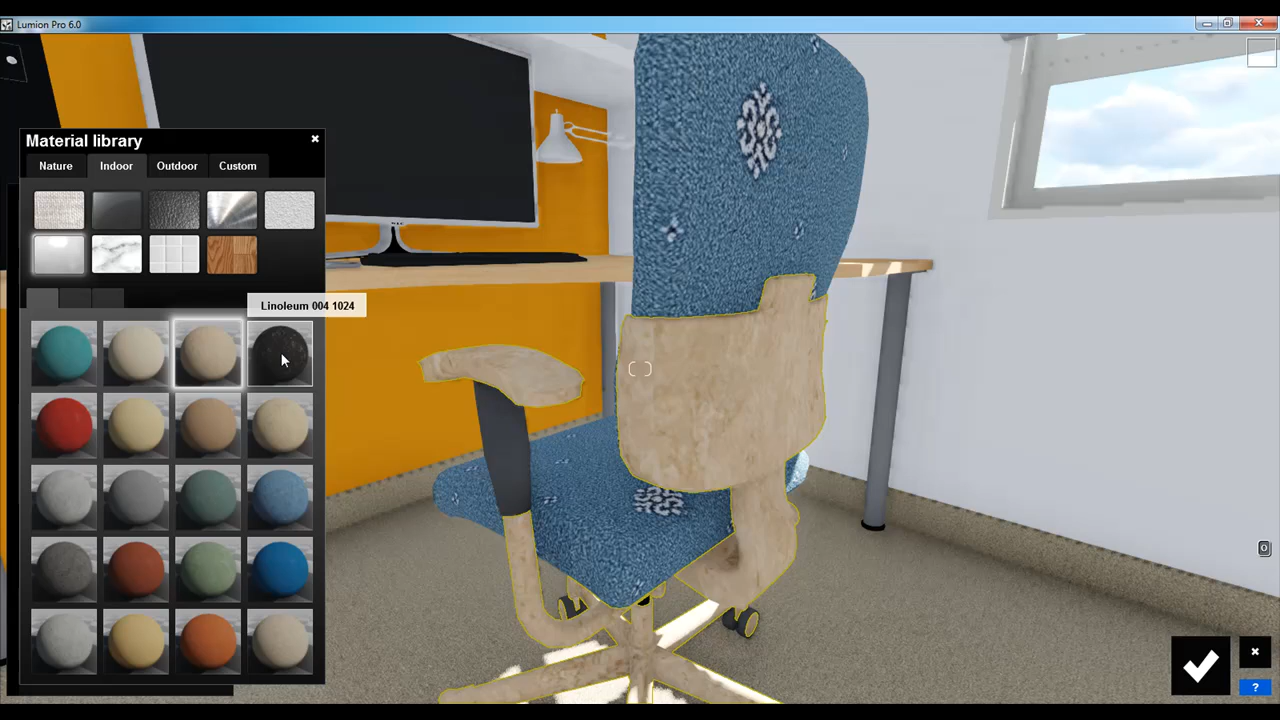 Lumion Pro 6.0
Material library
Nature Indoor Outdoor Custom
Linoleum 004 1024
?